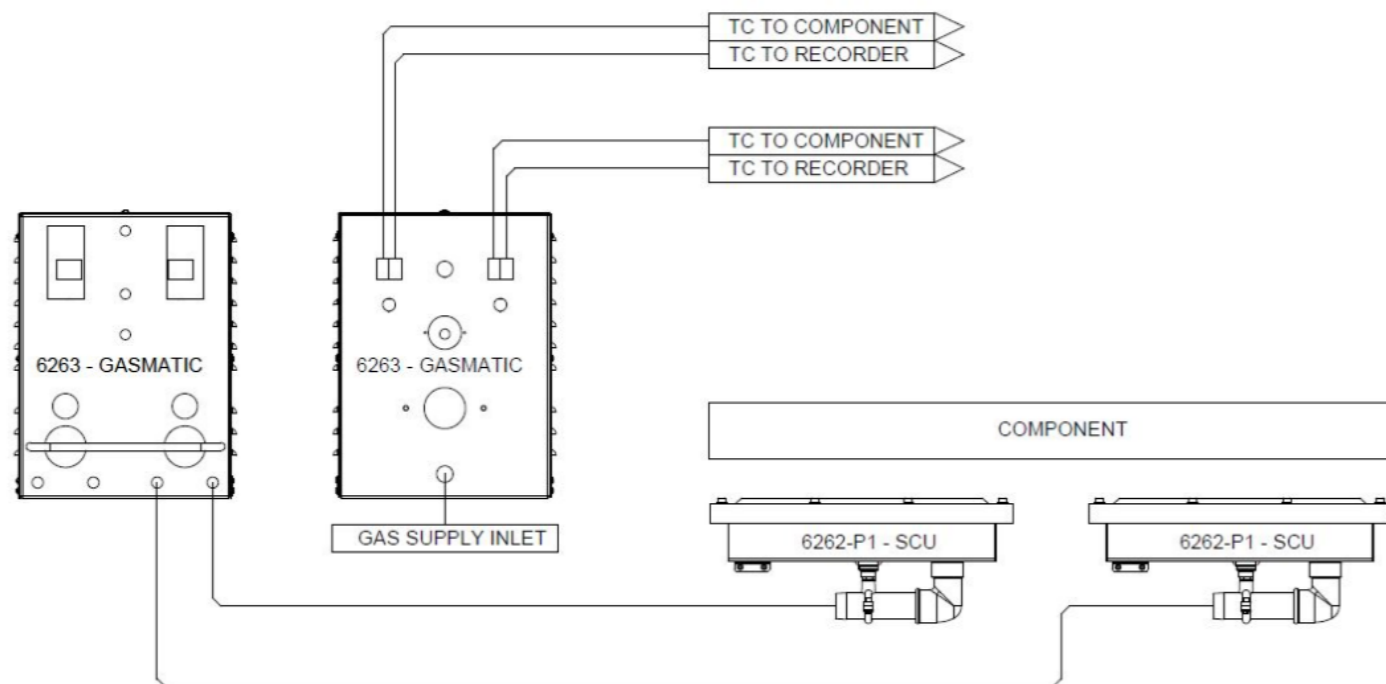 TC TO COMPONENT
TC TO RECORDER
TC TO COMPONENT
TC TO RECORDER
6263 - GASMATIC
6263 - GASMATIC
COMPONENT
GAS SUPPLY INLET
6262-P1 - SCU
6262-P1 - SCU